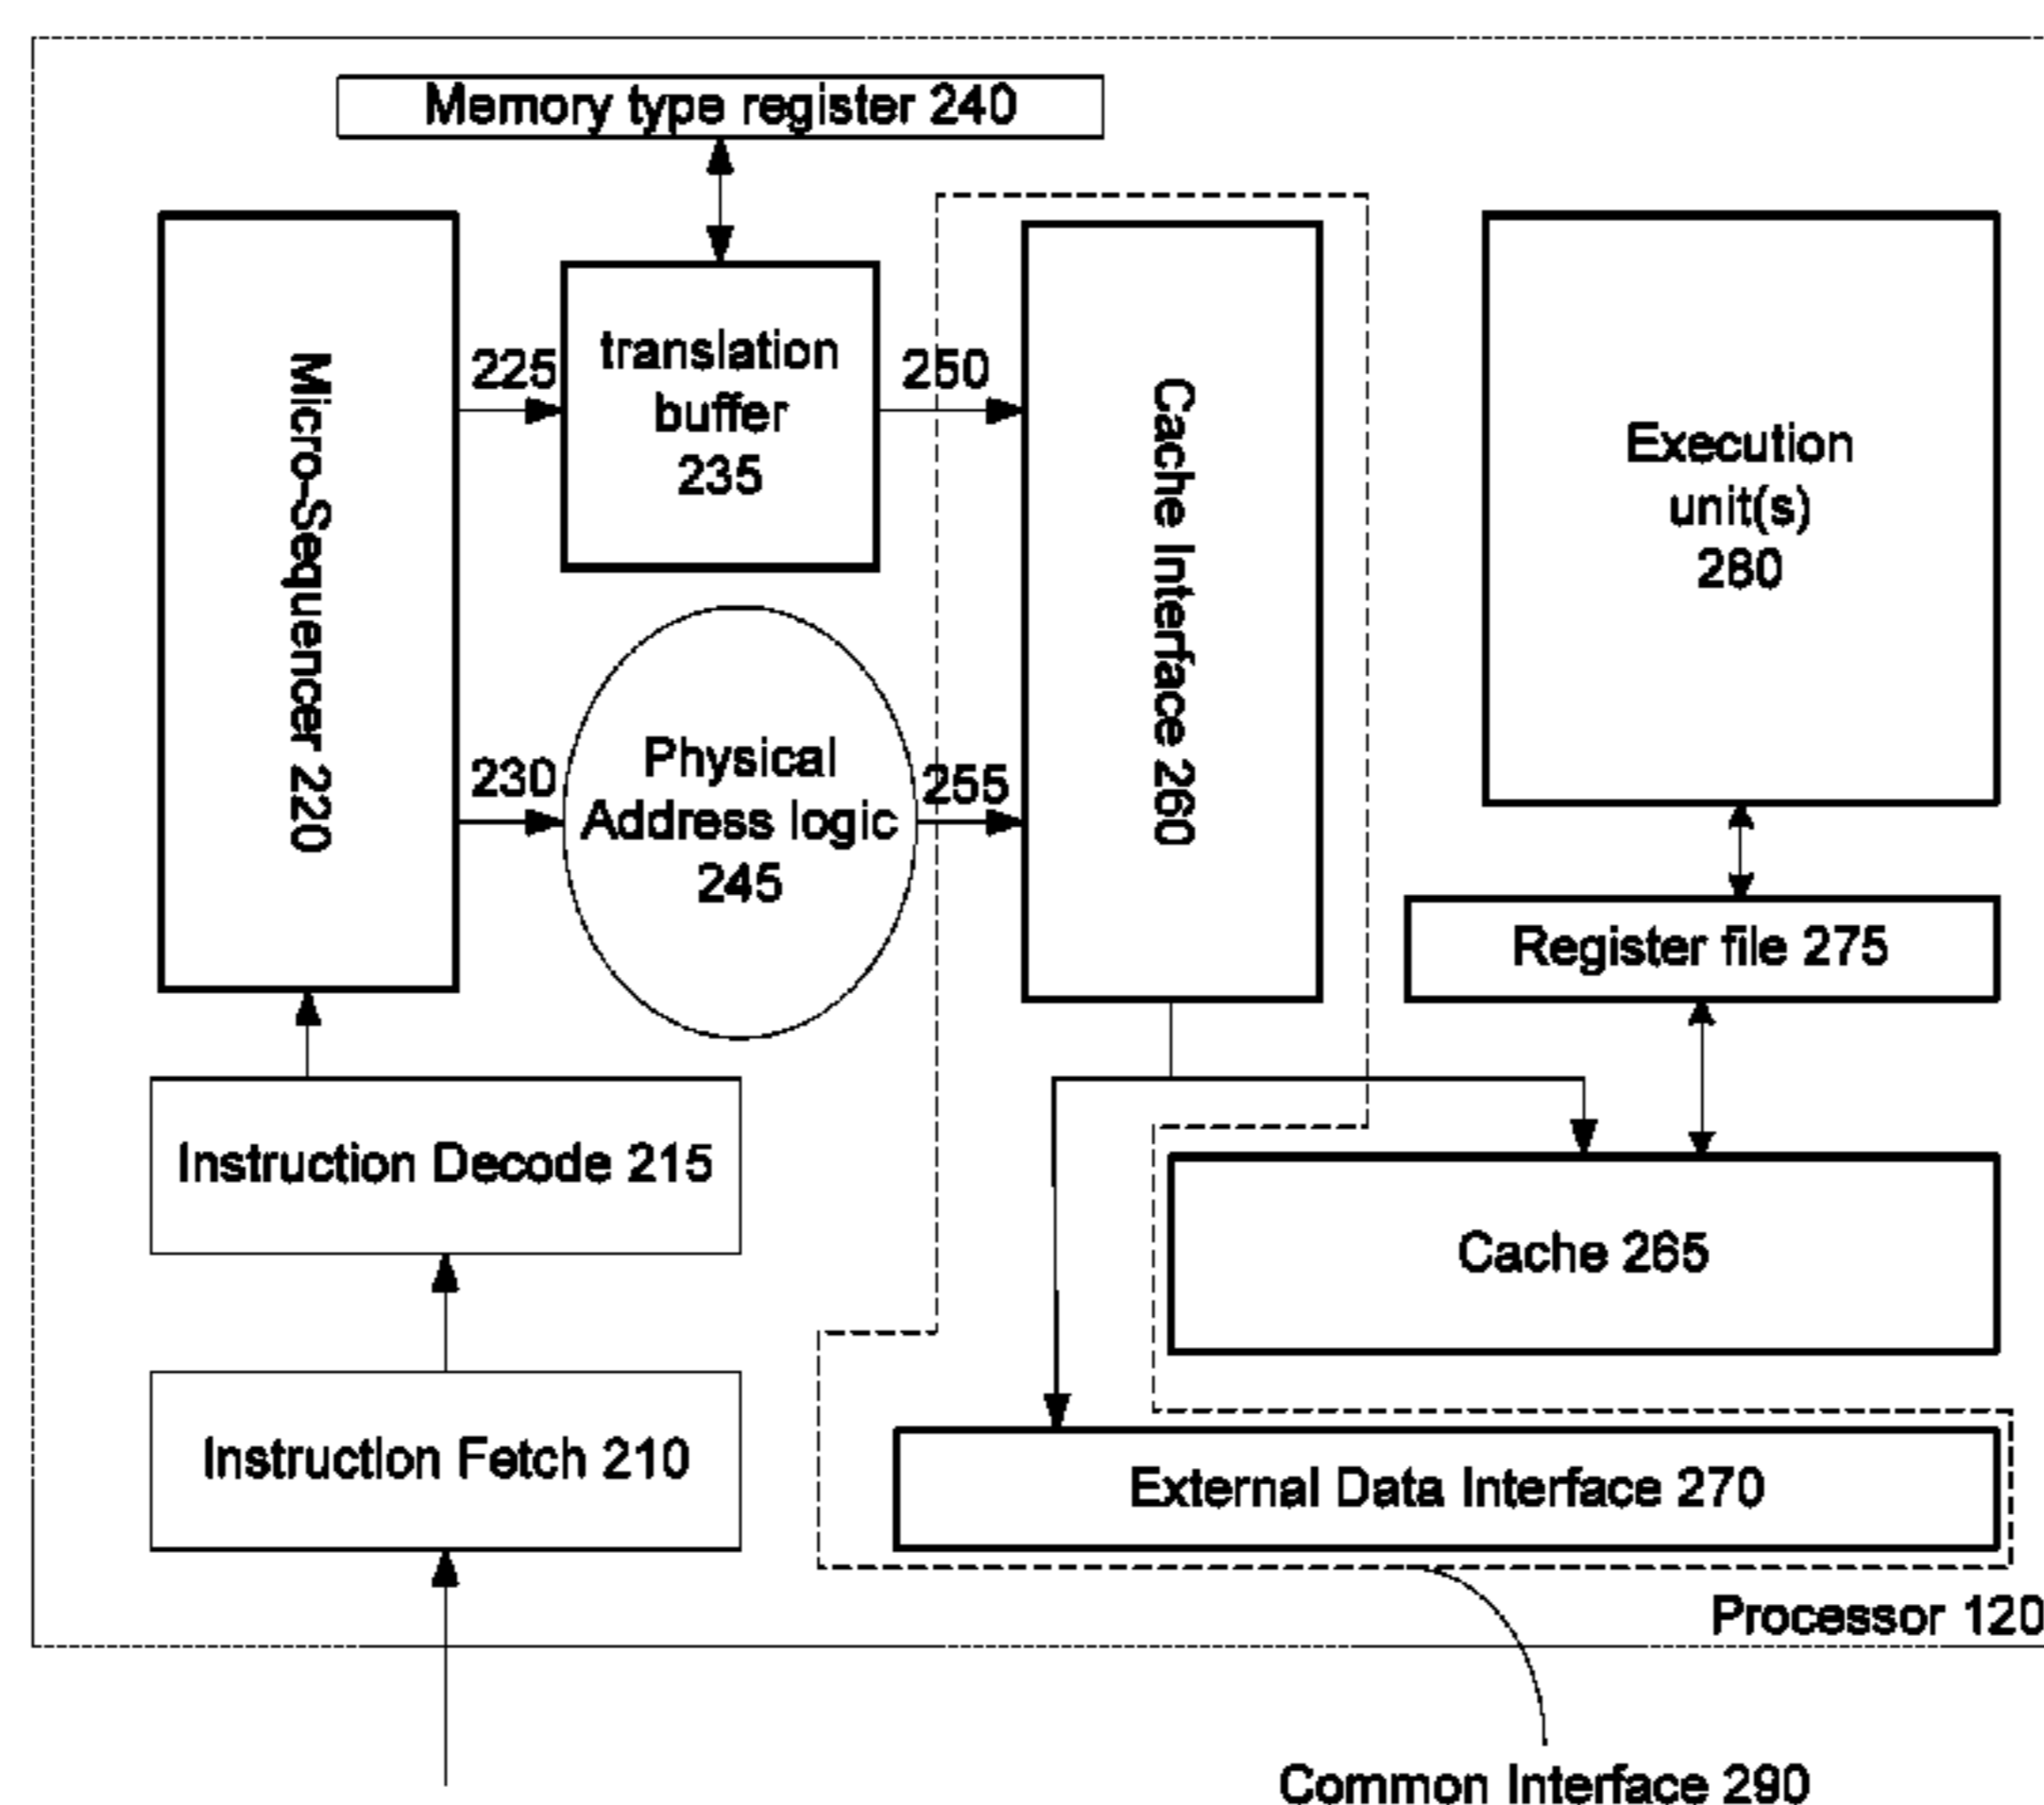 Memory type register 240
Micro-Sequencer 220
225
translation
buffer
235
250
Cache Interface 260
Execution
unit(s)
280
230
Physical
Address logic
245
255
Register file 275
Instruction Decode 215
Cache 265
Instruction Fetch 210
External Data Interface 270
Processor 120
Common Interface 290